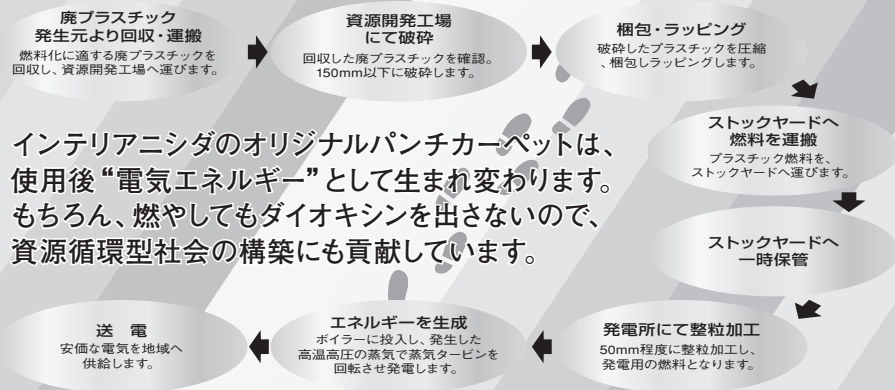 廃プラスチック
発生元より回収・運搬
燃料化に適する廃プラスチックを
回収し、資源開発工場へ運びます。
資源開発工場
にて破砕
回収した廃プラスチックを確認。
150mm以下に破砕します。
梱包・ラッピング
破砕したプラスチックを圧縮
、梱包しラッピングします。
ストックヤードへ
燃料を運搬
プラスチック燃料を、
ストックヤードへ運びます。
ストックヤードへ
一時保管
発電所にて整粒加工
50mm程度に整粒加工し、
発電用の燃料となります。
エネルギーを生成
ボイラーに投入し、発生した
高温高圧の蒸気で蒸気タービンを
回転させ発電します。
送 電
安価な電気を地域へ
供給します。
インテリアニシダのオリジナルパンチカーペットは、
使用後“電気エネルギー”として生まれ変わります。
もちろん、燃やしてもダイオキシンを出さないので、
資源循環型社会の構築にも貢献しています。